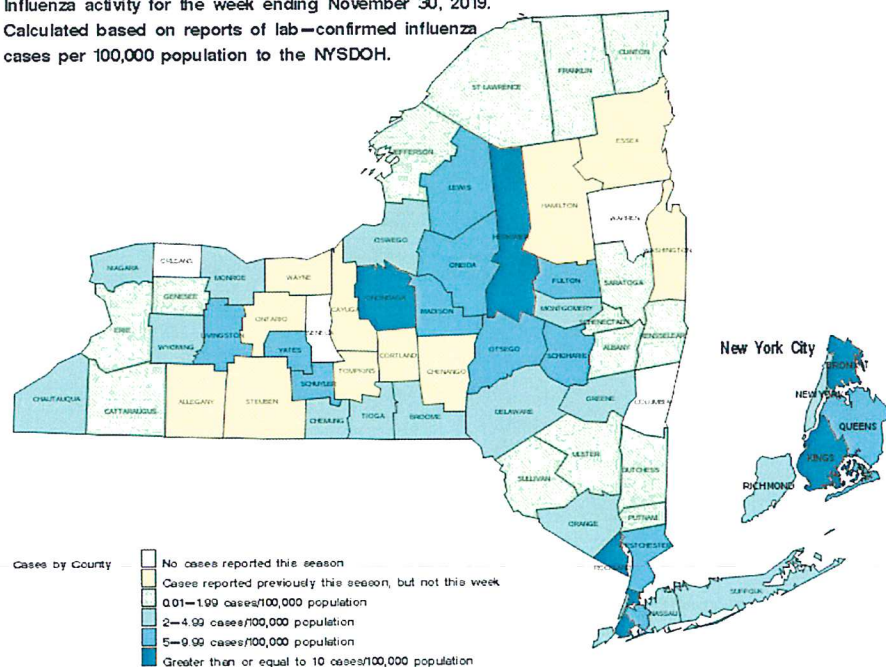 Influenza activity for the week ending November 30, 2019.
Calculated based on reports of lab-confirmed influenza
cases per 100,000 population to the NYSDOH.
CLINTON
FRANKLIN
ST LAWRENCE
ESSEX
JEFFERSON
LEWIS
HAMILTON
HERKIMER
WARREN
WASHINGTON
OSWEGO
ONEIDA
NIAGARA
ORLEANS
MONROE
WAYNE
FULTON
SARATOGA
GENESEE
CAYUGA
ONONDAGA
MADISON
MONTGOMERY
ONTARIO
SENECA
SCHENECTADY
ERIE
RENSSELAER
LIVINGSTON
WYOMING
YATES
OTSEGO
SCHOHARIE
ALBANY
CORTLAND
TOMPKINS
CHENANGO
SCHUYLER
CHAUTAUQUA
CATTARAUGUS
ALLEGANY
STEUBEN
CHEMUNG
TIOGA
BROOME
DELAWARE
GREENE
COLUMBIA
ULSTER
SULLIVAN
DUTCHESS
PUTNAM
ORANGE
WESTCHESTER
ROCKLAND
SUFFOLK
NASSAU
New York City
BRONX
NEW YORK
QUEENS
KINGS
RICHMOND
Cases by County
No cases reported this season
Cases reported previously this season, but not this week
0.01-1.99 cases/100,000 population
2-4.99 cases/100,000 population
5-9.99 cases/100,000 population
Greater than or equal to 10 cases/100,000 population